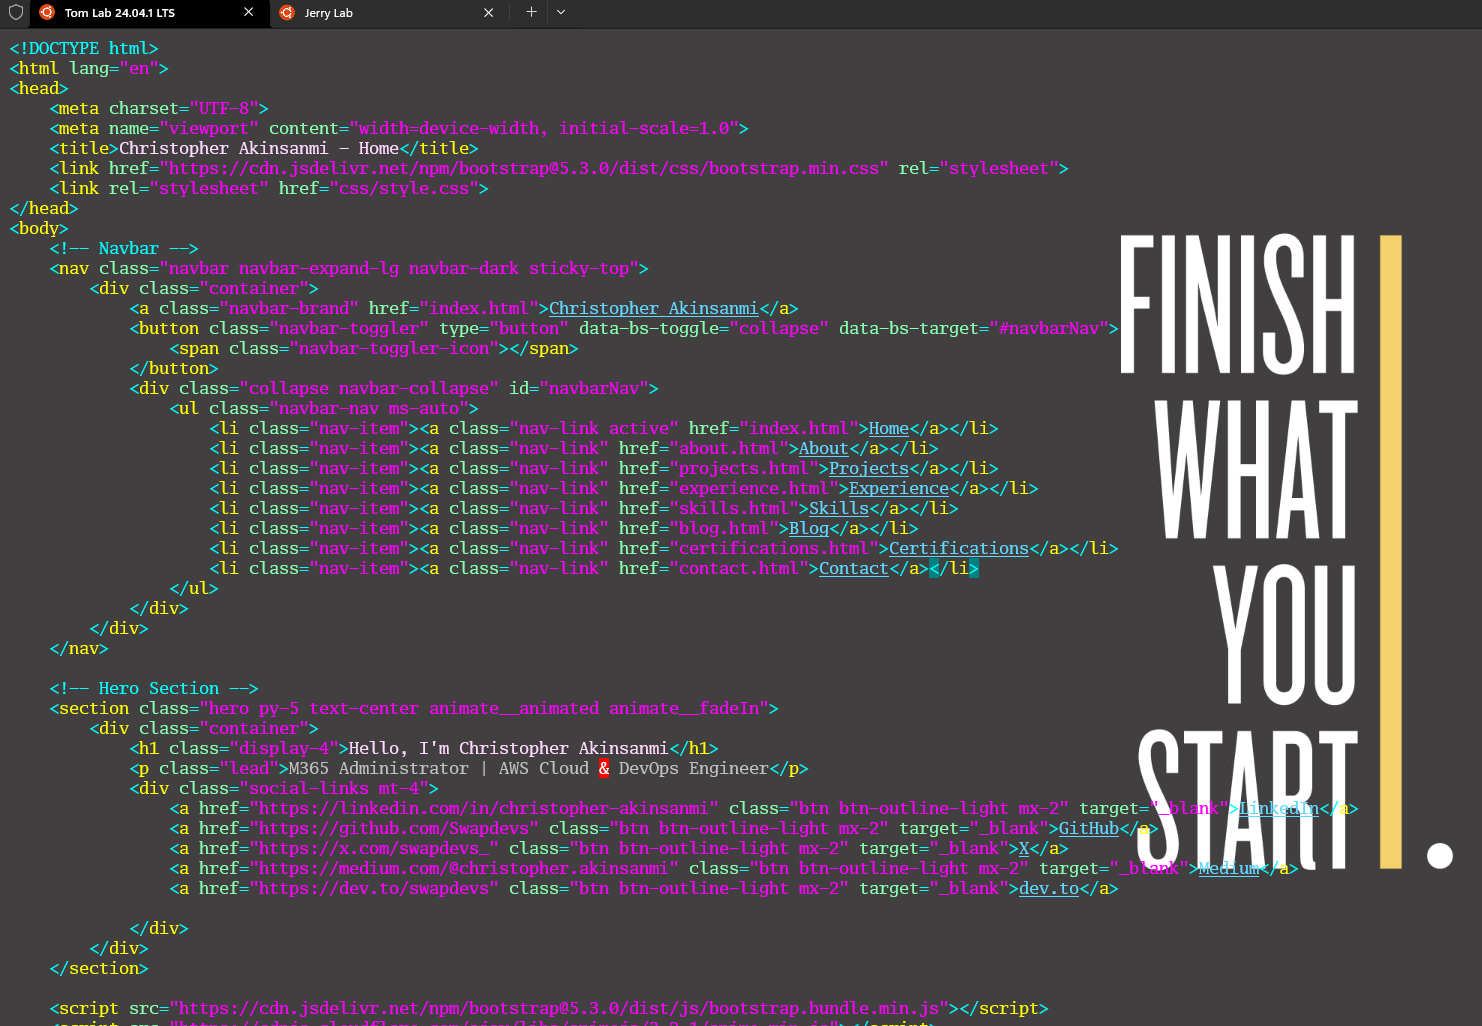 Tom Lab 24.04.1 LTS
Jerry Lab
<!DOCTYPE html>
<html lang="en">
<head>
    <meta charset="UTF-8">
    <meta name="viewport" content="width=device-width, initial-scale=1.0">
    <title>Christopher Akinsanmi – Home</title>
    <link href="https://cdn.jsdelivr.net/npm/bootstrap@5.3.0/dist/css/bootstrap.min.css" rel="stylesheet">
    <link rel="stylesheet" href="css/style.css">
</head>
<body>
    <!-- Navbar -->
    <nav class="navbar navbar-expand-lg navbar-dark sticky-top">
        <div class="container">
            <a class="navbar-brand" href="index.html">Christopher Akinsanmi</a>
            <button class="navbar-toggler" type="button" data-bs-toggle="collapse" data-bs-target="#navbarNav">
                <span class="navbar-toggler-icon"></span>
            </button>
            <div class="collapse navbar-collapse" id="navbarNav">
                <ul class="navbar-nav ms-auto">
                    <li class="nav-item"><a class="nav-link active" href="index.html">Home</a></li>
                    <li class="nav-item"><a class="nav-link" href="about.html">About</a></li>
                    <li class="nav-item"><a class="nav-link" href="projects.html">Projects</a></li>
                    <li class="nav-item"><a class="nav-link" href="experience.html">Experience</a></li>
                    <li class="nav-item"><a class="nav-link" href="skills.html">Skills</a></li>
                    <li class="nav-item"><a class="nav-link" href="blog.html">Blog</a></li>
                    <li class="nav-item"><a class="nav-link" href="certifications.html">Certifications</a></li>
                    <li class="nav-item"><a class="nav-link" href="contact.html">Contact</a></li>
                </ul>
            </div>
        </div>
    </nav>
    <!-- Hero Section -->
    <section class="hero py-5 text-center animate__animated animate__fadeIn">
        <div class="container">
            <h1 class="display-4">Hello, I'm Christopher Akinsanmi</h1>
            <p class="lead">M365 Administrator | AWS Cloud & DevOps Engineer</p>
            <div class="social-links mt-4">
                <a href="https://linkedin.com/in/christopher-akinsanmi" class="btn btn-outline-light mx-2" target="_blank">LinkedIn</a>
                <a href="https://github.com/Swapdevs" class="btn btn-outline-light mx-2" target="_blank">GitHub</a>
                <a href="https://x.com/swapdevs_" class="btn btn-outline-light mx-2" target="_blank">X</a>
                <a href="https://medium.com/@christopher.akinsanmi" class="btn btn-outline-light mx-2" target="_blank">Medium</a>
                <a href="https://dev.to/swapdevs" class="btn btn-outline-light mx-2" target="_blank">dev.to</a>
            </div>
        </div>
    </section>
    <script src="https://cdn.jsdelivr.net/npm/bootstrap@5.3.0/dist/js/bootstrap.bundle.min.js"></script>
FINISH
WHAT
YOU
START.